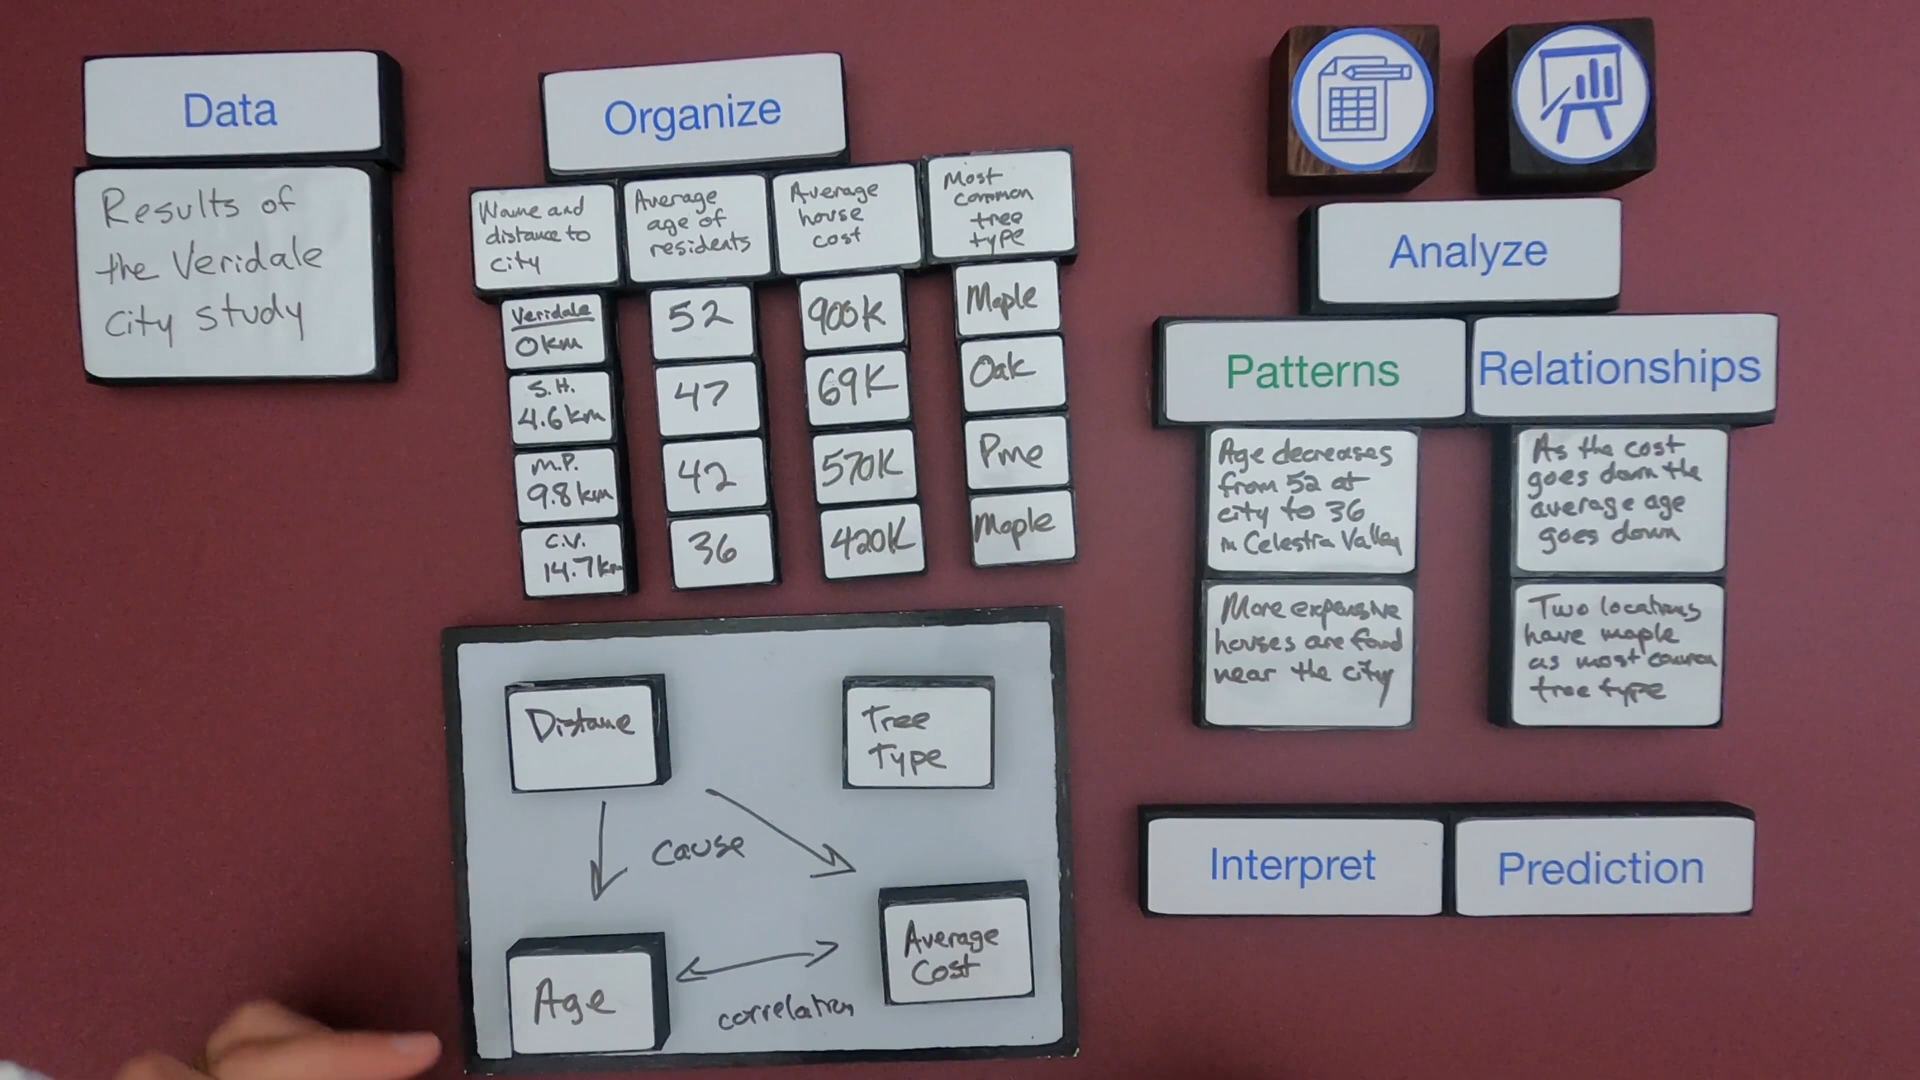 Data
Results of
the Veridale
City study
Organize
Name and
distance to
city
Average
age of
residents
Average
house
cost
Most
common
tree
type
Veridale
0km
52
900K
Maple
S.H.
4.6km
47
69K
Oak
M.P.
9.8km
42
570K
Pine
C.V.
14.7km
36
420K
Maple
Distance
Tree
Type
cause
Age
Average
Cost
correlation
Analyze
Patterns
Age decreases
from 52 at
city to 36
in Celestra Valley
More expensive
houses are found
near the city
Relationships
As the cost
goes down the
average age
goes down
Two locations
have maple
as most common
tree type
Interpret
Prediction